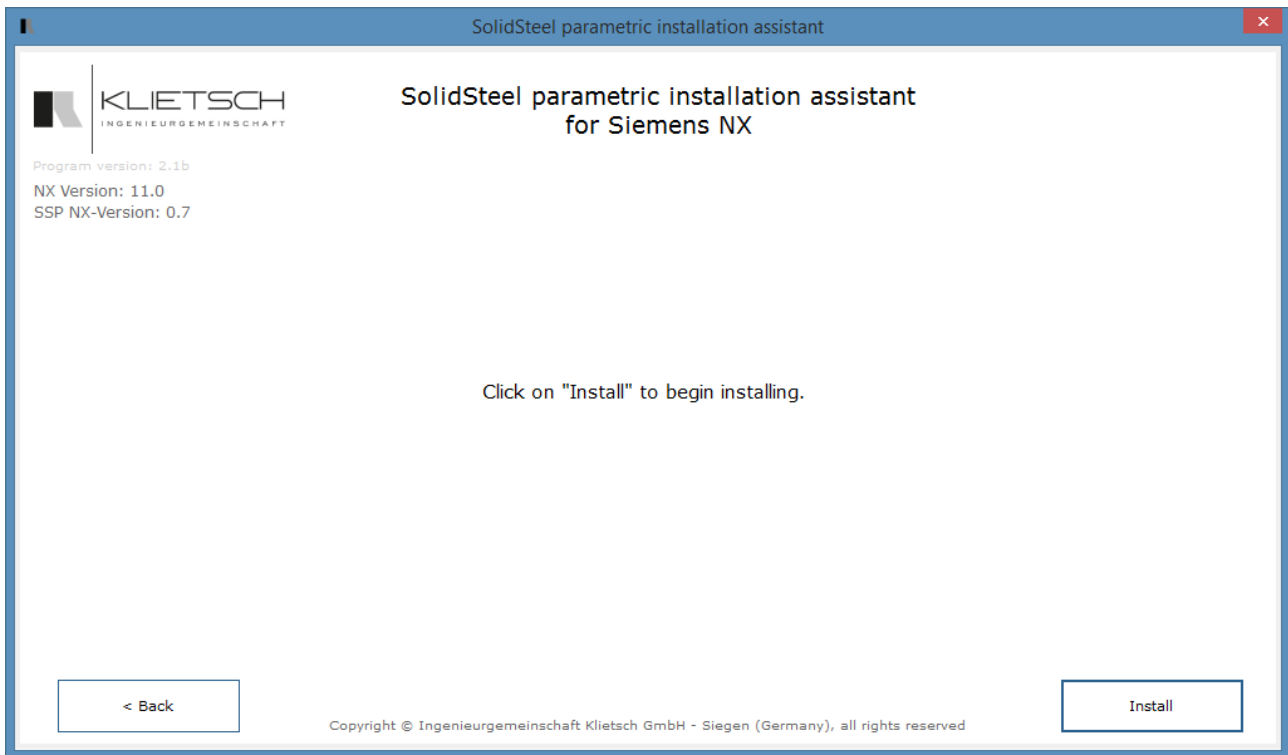 SolidSteel parametric installation assistant
KLIETSCH
INGENIEURGEMEINSCHAFT
SolidSteel parametric installation assistant
for Siemens NX
Program version: 2.1b
NX Version: 11.0
SSP NX-Version: 0.7
Click on "Install" to begin installing.
< Back
Copyright © Ingenieurgemeinschaft Klietsch GmbH - Siegen (Germany), all rights reserved
Install